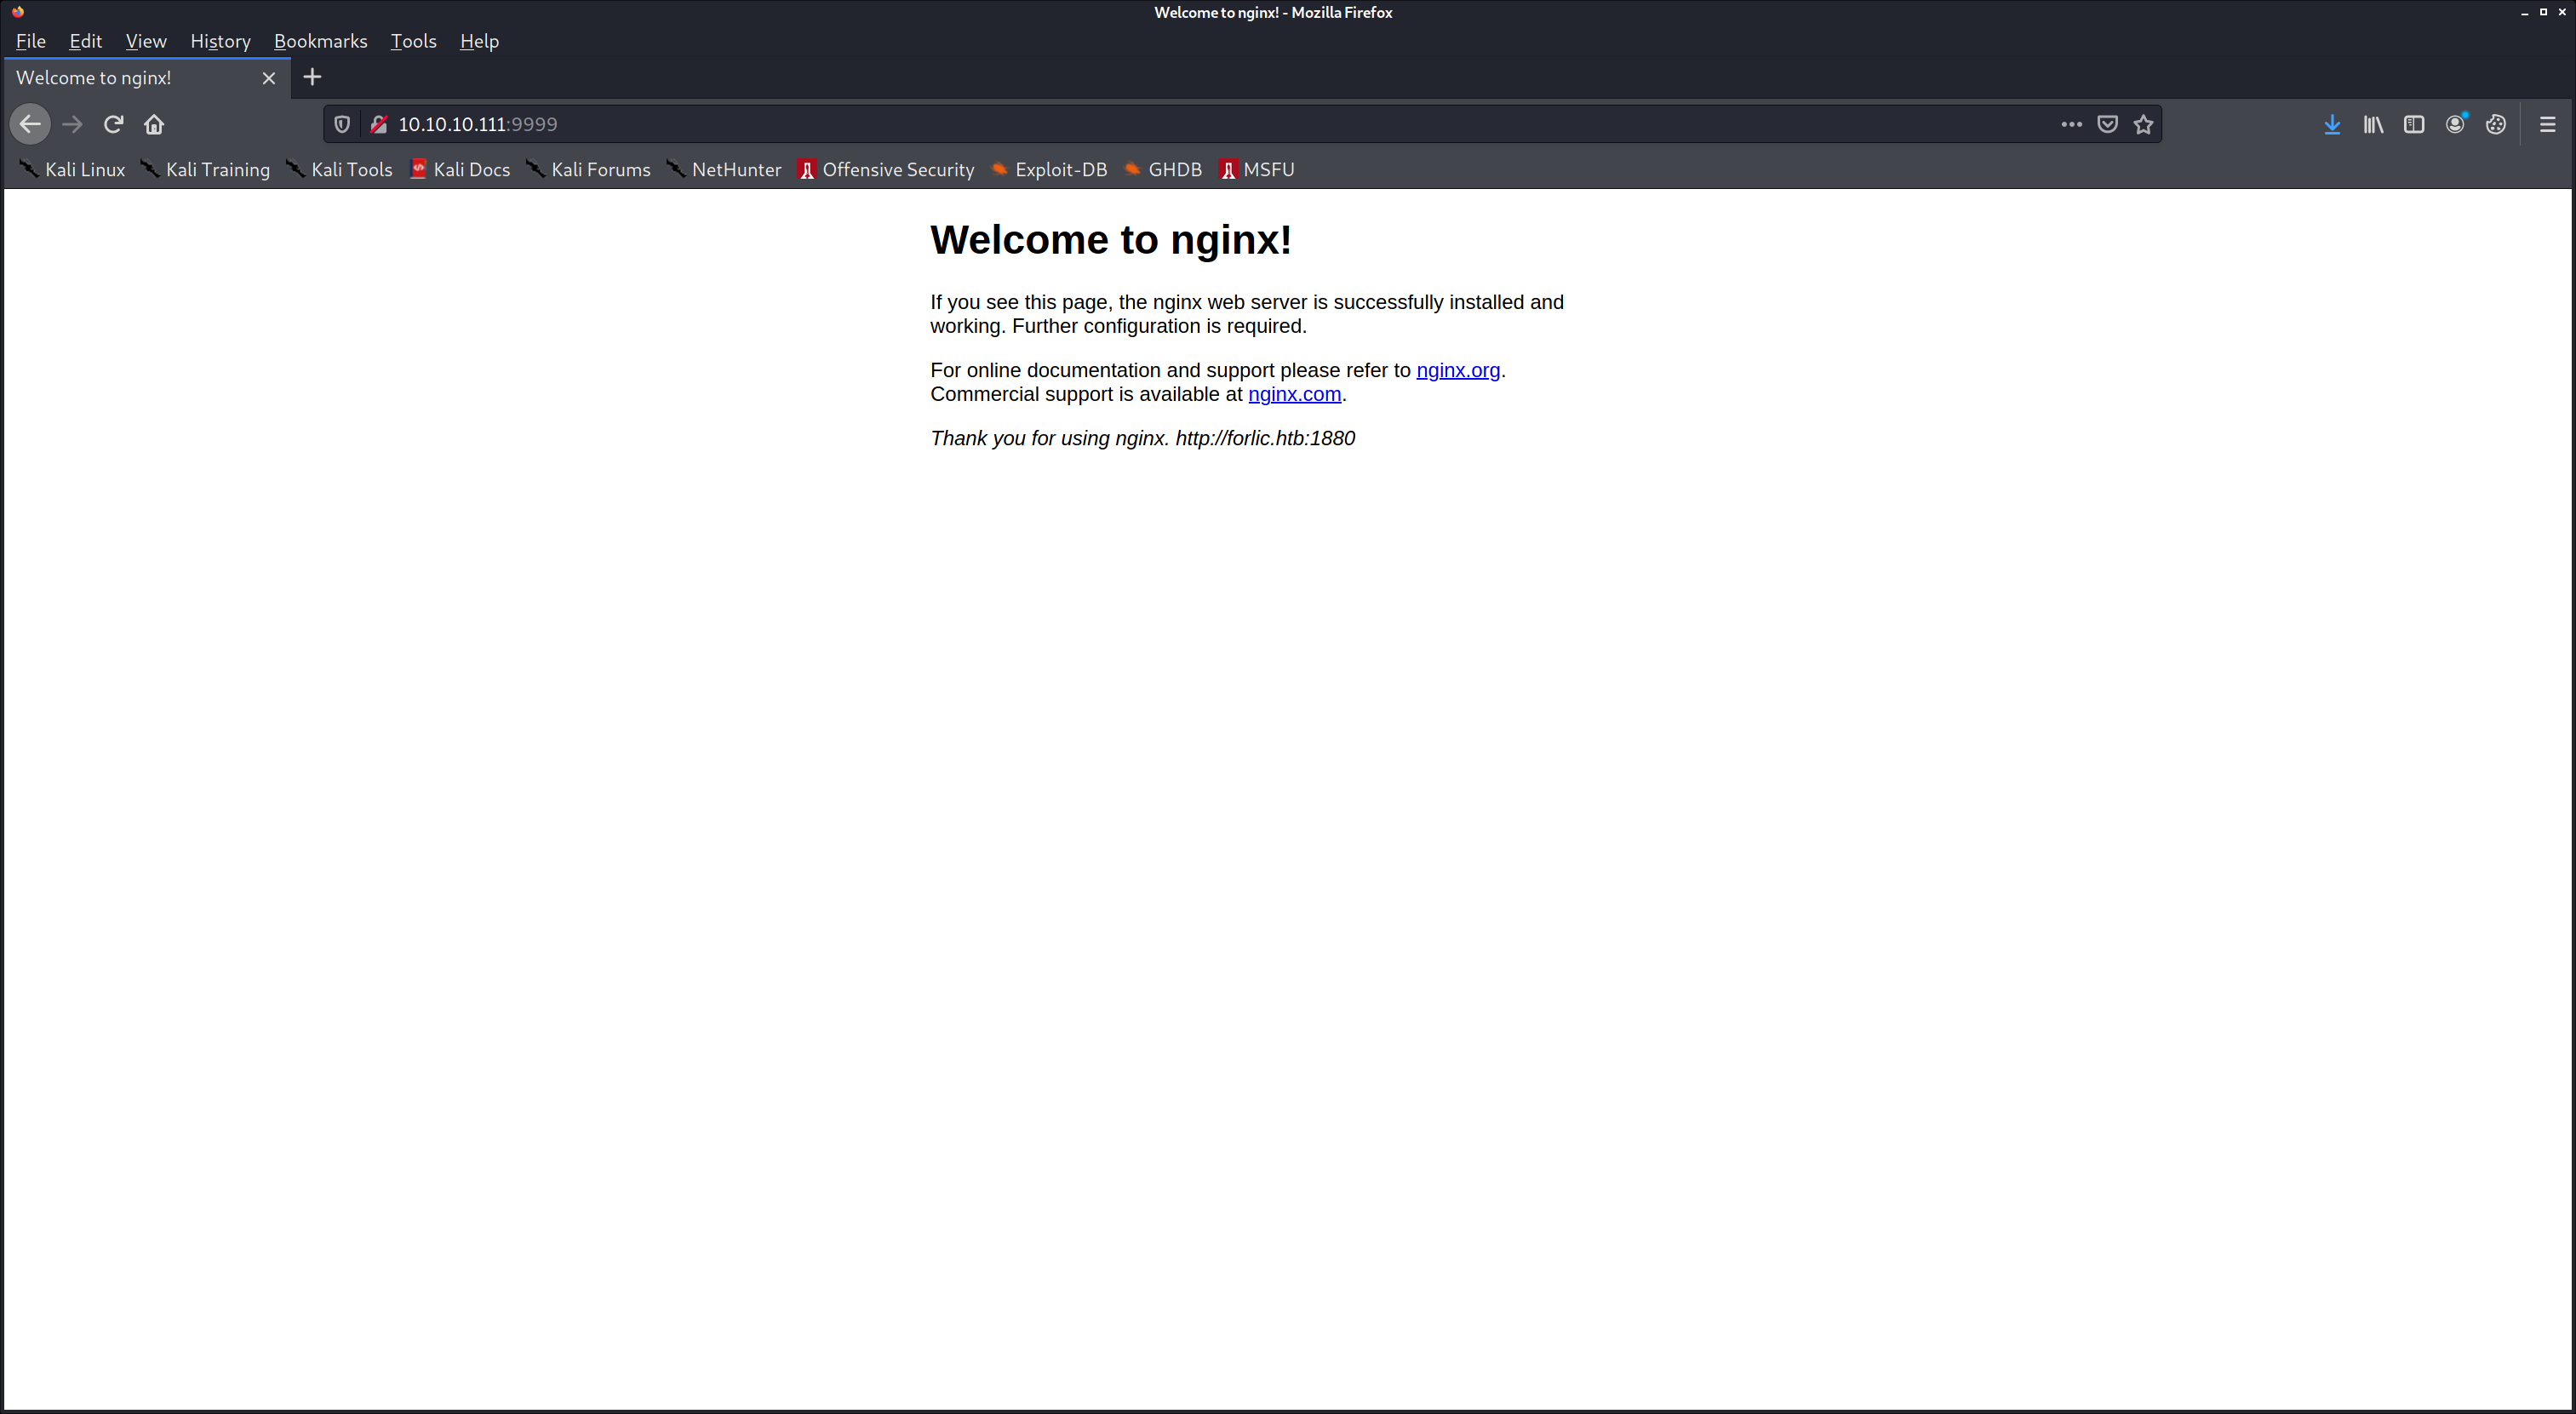 Welcome to nginx! - Mozilla Firefox
File Edit View History Bookmarks Tools Help
Welcome to nginx!
10.10.10.111:9999
Kali Linux Kali Training Kali Tools Kali Docs Kali Forums NetHunter Offensive Security Exploit-DB GHDB MSFU
Welcome to nginx!
If you see this page, the nginx web server is successfully installed and
working. Further configuration is required.
For online documentation and support please refer to nginx.org.
Commercial support is available at nginx.com.
Thank you for using nginx. http://forlic.htb:1880